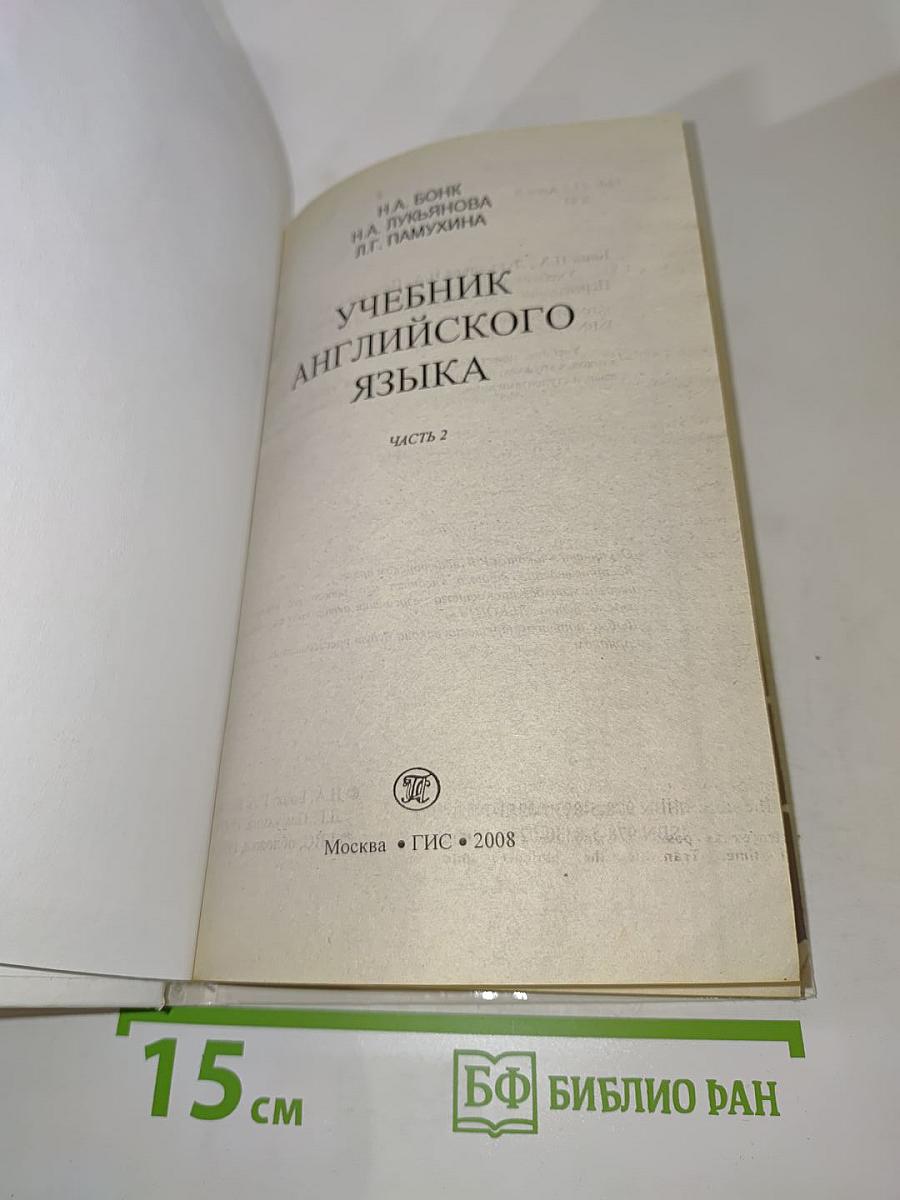 Н.А. БОНК
Н.А. ЛУКЬЯНОВА
Л.Г. ПАМУХИНА
УЧЕБНИК
АНГЛИЙСКОГО
ЯЗЫКА
ЧАСТЬ 2
Москва • ГИС • 2008
15 см
БФ БИБЛИО ФАН